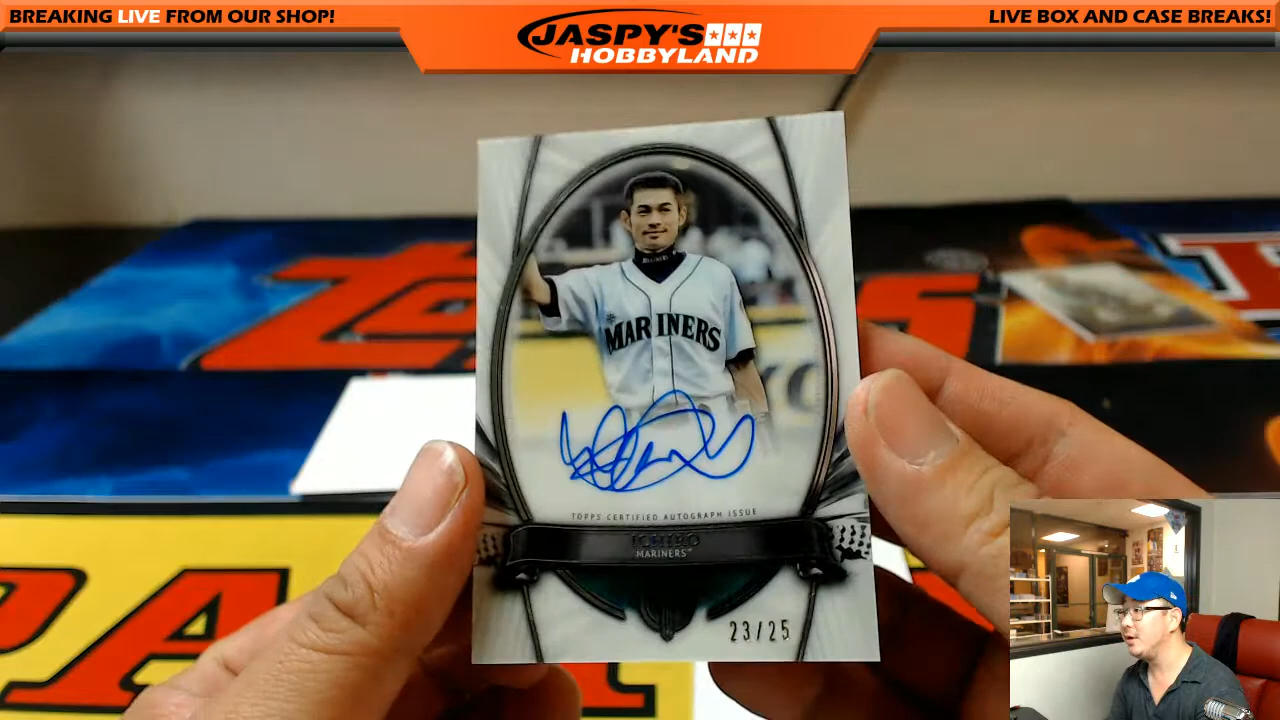 BREAKING LIVE FROM OUR SHOP!
JASPY'S
HOBBYLAND
LIVE BOX AND CASE BREAKS!
MARINERS
TOPPS CERTIFIED AUTOGRAPH ISSUE
ICHIRO
MARINERS™
23/25